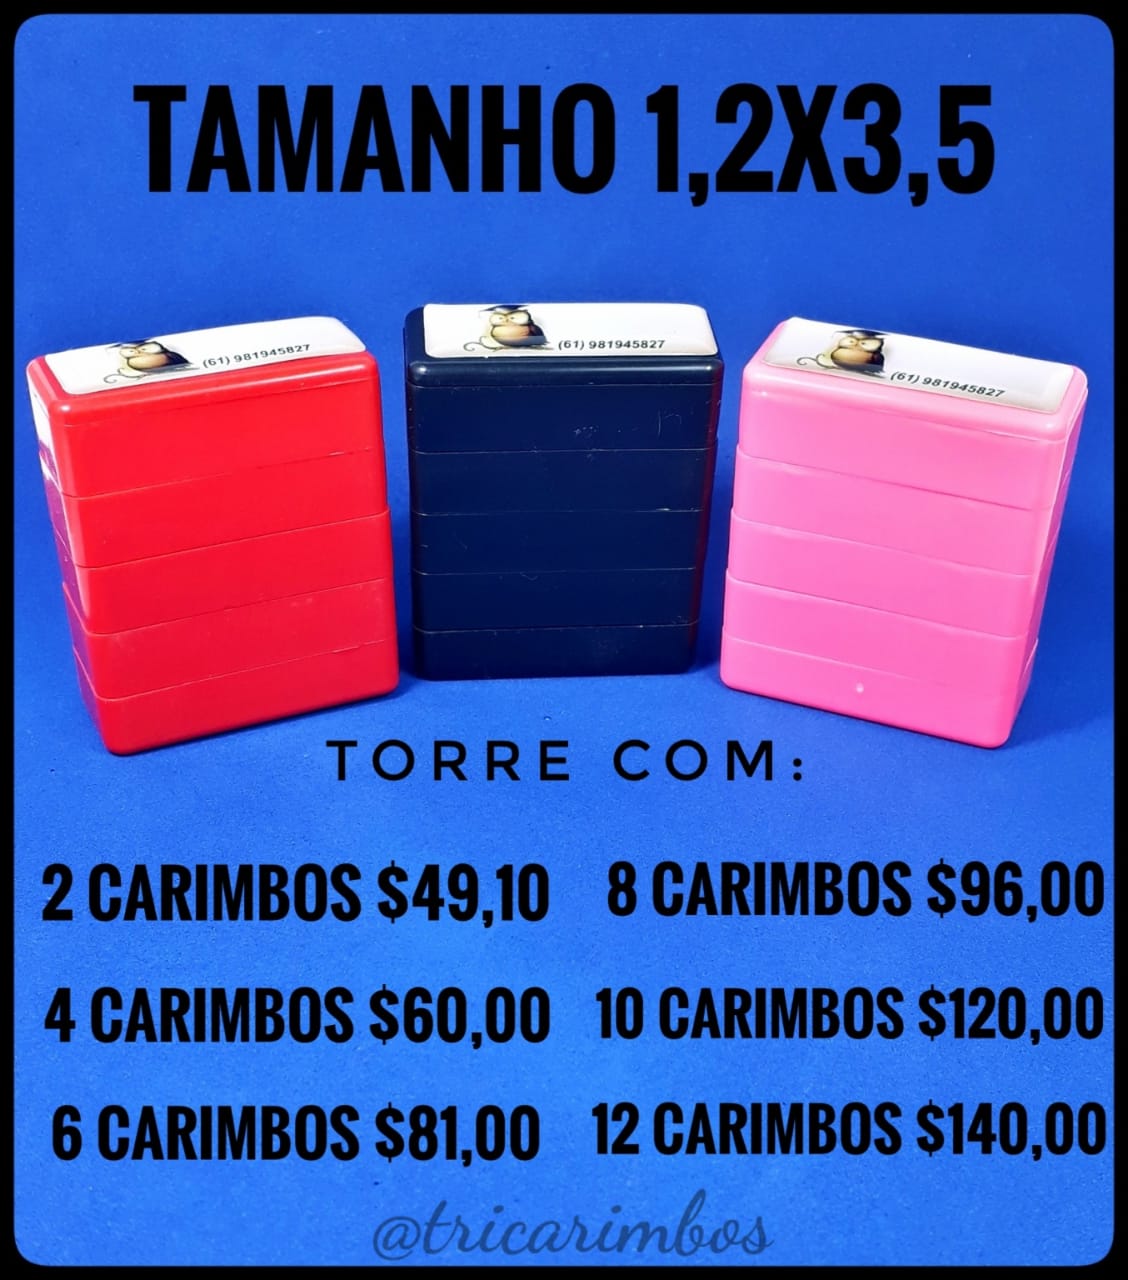 TAMANHO 1,2X3,5
(61) 981945827
(61) 981945827
(61) 981945827
TORRE COM:
2 CARIMBOS $49,10
8 CARIMBOS $96,00
4 CARIMBOS $60,00
10 CARIMBOS $120,00
6 CARIMBOS $81,00
12 CARIMBOS $140,00
@tricarimbos